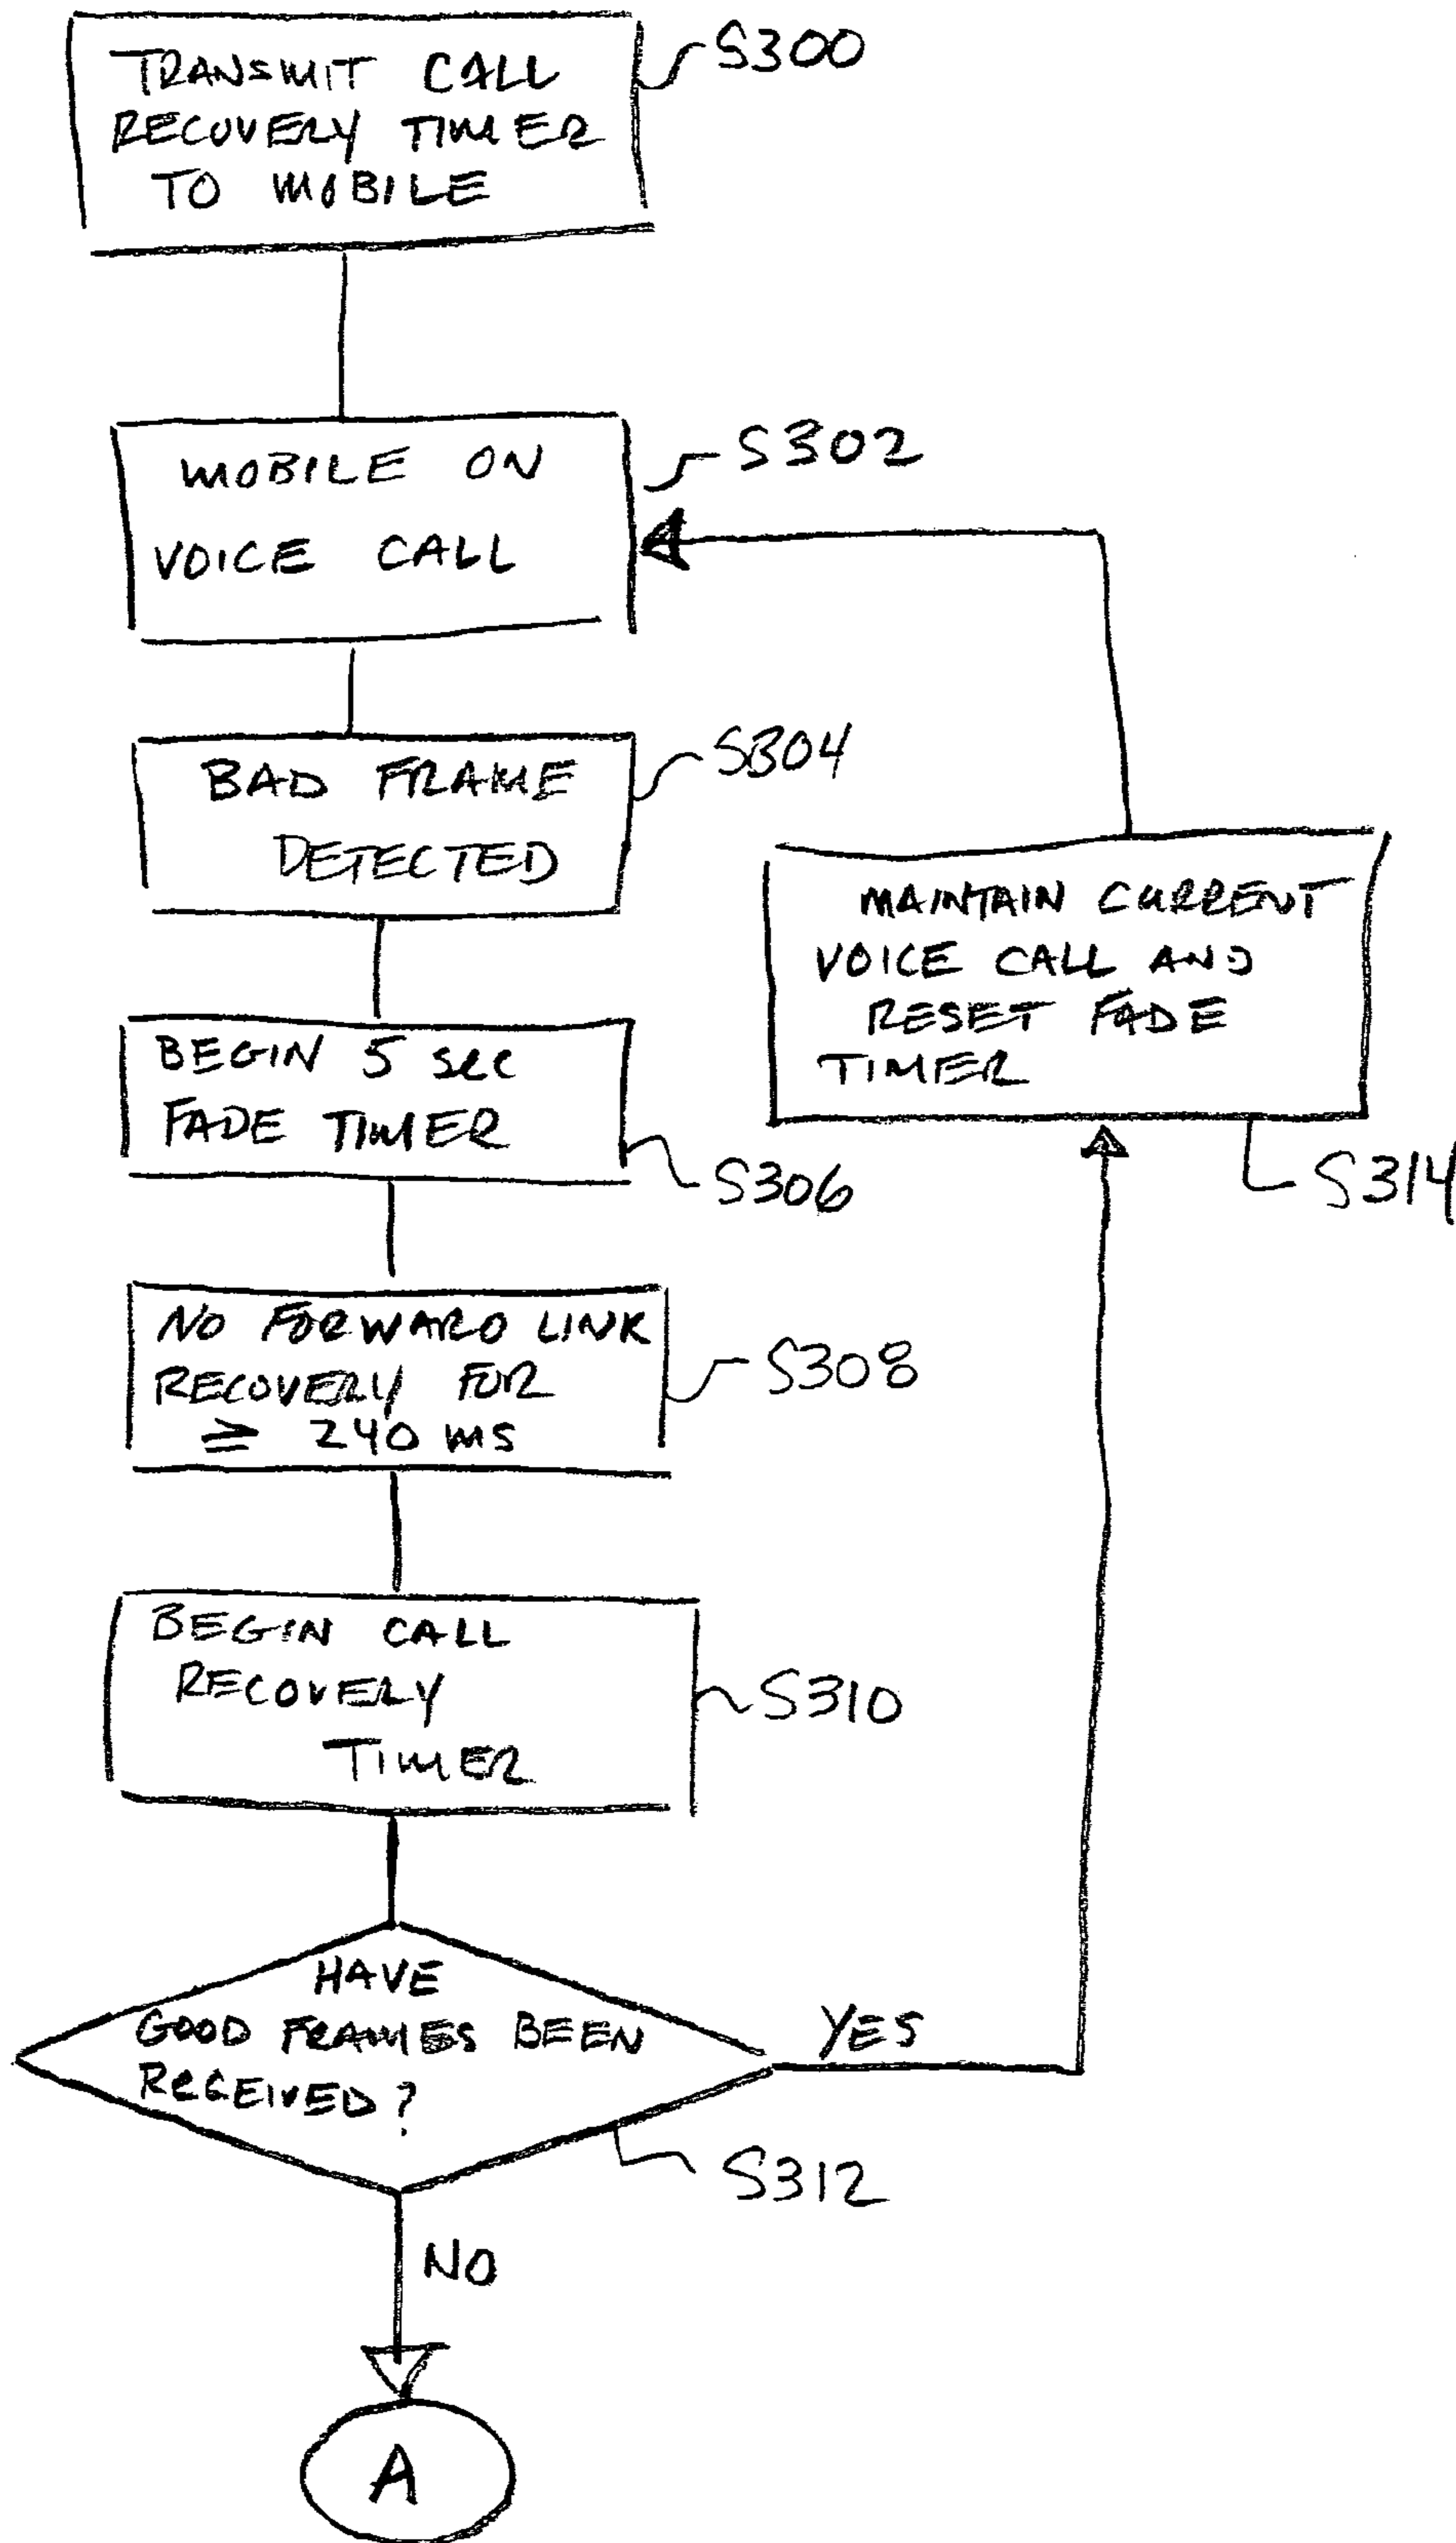 TRANSMIT CALL
RECOVERY TIMER
TO MOBILE
S300
MOBILE ON
VOICE CALL
S302
BAD FRAME
DETECTED
S304
BEGIN 5 sec
FADE TIMER
S306
NO FORWARD LINK
RECOVERY FOR
≥ 240 ms
S308
BEGIN CALL
RECOVERY
TIMER
S310
HAVE
GOOD FRAMES BEEN
RECEIVED?
S312
YES
MAINTAIN CURRENT
VOICE CALL AND
RESET FADE
TIMER
S314
NO
A